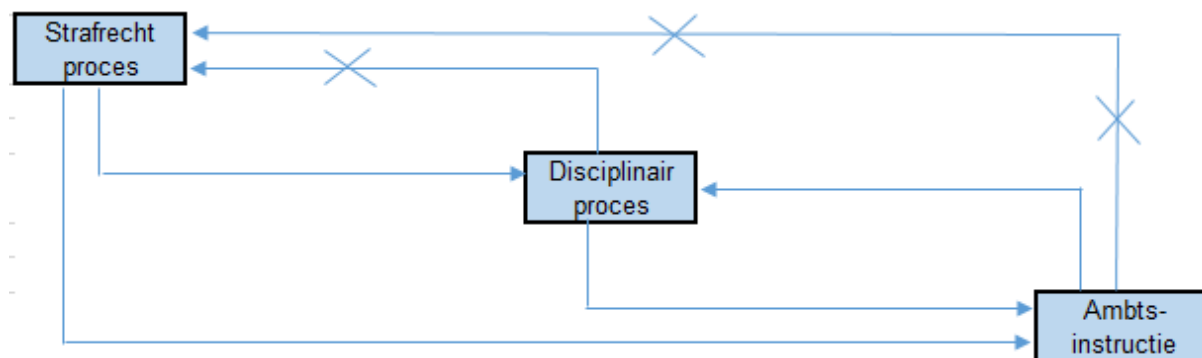 Strafrecht
proces
Disciplinair
proces
Ambts-
instructie